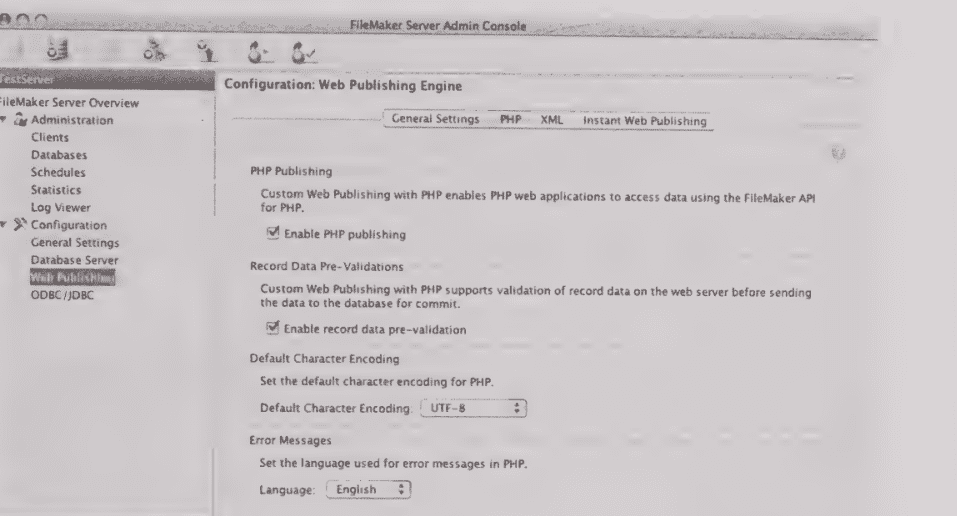 FileMaker Server Admin Console
TestServer
Configuration: Web Publishing Engine
FileMaker Server Overview
Administration
Clients
Databases
Schedules
Statistics
Log Viewer
Configuration
General Settings
Database Server
Web Publishing
ODBC/JDBC
General Settings PHP XML Instant Web Publishing
PHP Publishing
Custom Web Publishing with PHP enables PHP web applications to access data using the FileMaker API
for PHP.
Enable PHP publishing
Record Data Pre-Validations
Custom Web Publishing with PHP supports validation of record data on the web server before sending
the data to the database for commit.
Enable record data pre-validation
Default Character Encoding
Set the default character encoding for PHP.
Default Character Encoding: UTF-8
Error Messages
Set the language used for error messages in PHP.
Language: English